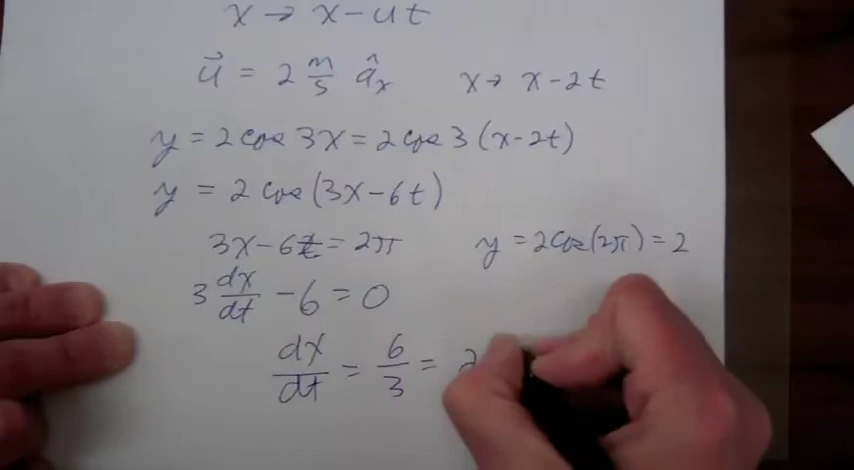 x → x - ut
u⃗ = 2 m/s âₓ x → x - 2t
y = 2 cos 3x = 2 cos 3 (x - 2t)
y = 2 cos (3x - 6t)
3x - 6t = 2π y = 2 cos (2π) = 2
3 dx/dt - 6 = 0
dx/dt = 6/3 = 2